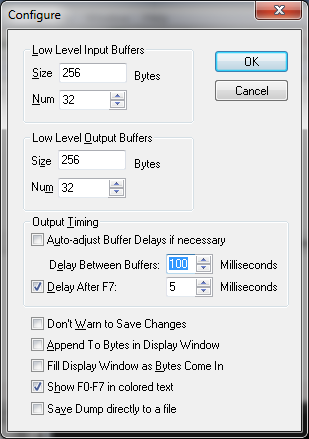 Configure
Low Level Input Buffers
Size 256 Bytes
Num 32
OK
Cancel
Low Level Output Buffers
Size 256 Bytes
Num 32
Output Timing
Auto-adjust Buffer Delays if necessary
Delay Between Buffers: 100 Milliseconds
Delay After F7: 5 Milliseconds
Don't Warn to Save Changes
Append To Bytes in Display Window
Fill Display Window as Bytes Come In
Show F0-F7 in colored text
Save Dump directly to a file